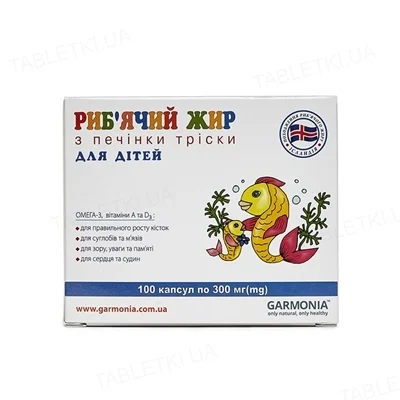 РИБ'ЯЧИЙ ЖИР
З ПЕЧІНКИ ТРІСКИ
ДЛЯ ДІТЕЙ
ІСЛАНДІЯ
ОМЕГА-3, вітаміни А та D3:
• для правильного росту кісток
• для суглобів та м'язів
• для зору, уваги та пам'яті
• для серця та судин
100 капсул по 300 мг(mg)
www.garmonia.com.ua
GARMONIA™
only natural, only healthy
TABLETKI.UA